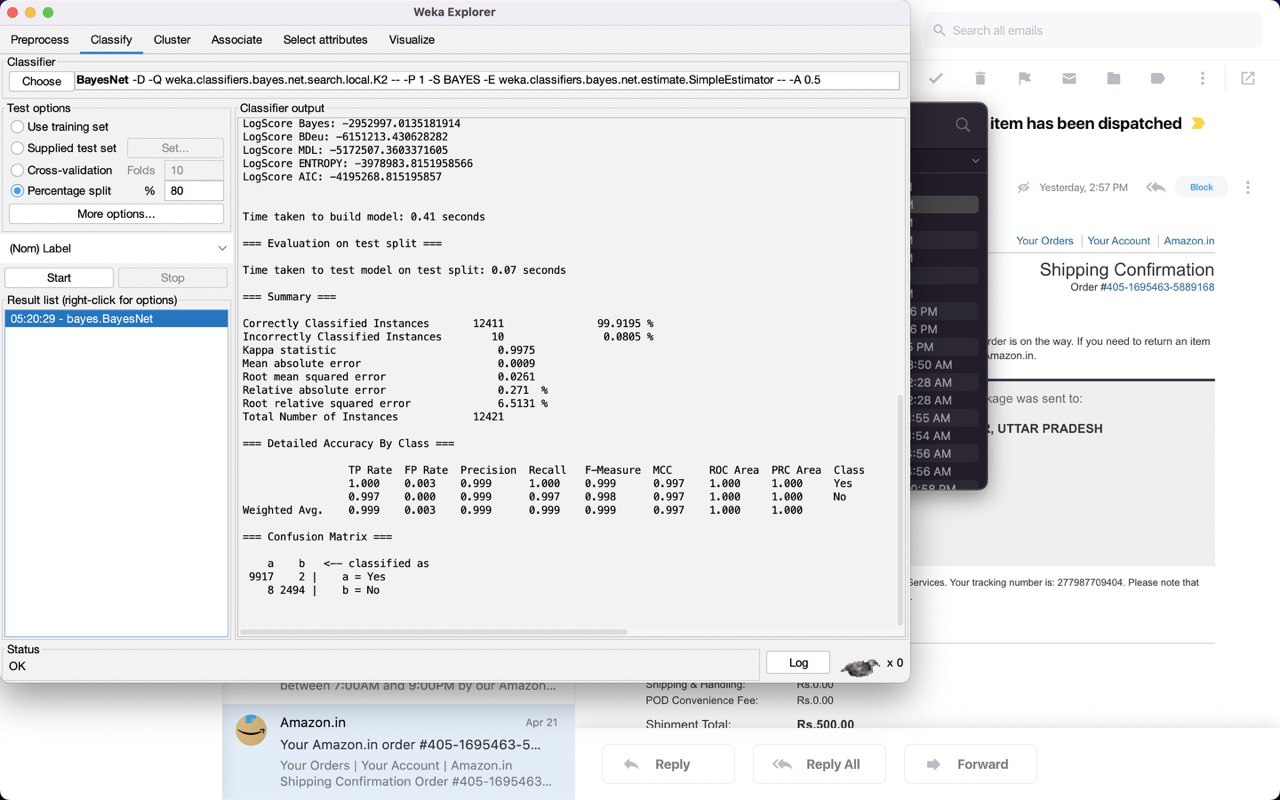 Weka Explorer
Preprocess Classify Cluster Associate Select attributes Visualize
Classifier
Choose BayesNet -D -Q weka.classifiers.bayes.net.search.local.K2 -- -P 1 -S BAYES -E weka.classifiers.bayes.net.estimate.SimpleEstimator -- -A 0.5
Test options
Use training set
Supplied test set Set...
Cross-validation Folds 10
Percentage split % 80
More options...
(Nom) Label
Start Stop
Result list (right-click for options)
05:20:29 - bayes.BayesNet
Classifier output
LogScore Bayes: -2952997.0135181914
LogScore BDeu: -6151213.430628282
LogScore MDL: -5172507.3603371605
LogScore ENTROPY: -3978983.8151958566
LogScore AIC: -4195268.815195857
Time taken to build model: 0.41 seconds
=== Evaluation on test split ===
Time taken to test model on test split: 0.07 seconds
=== Summary ===
Correctly Classified Instances 12411 99.9195 %
Incorrectly Classified Instances 10 0.0805 %
Kappa statistic 0.9975
Mean absolute error 0.0009
Root mean squared error 0.0261
Relative absolute error 0.271 %
Root relative squared error 6.5131 %
Total Number of Instances 12421
=== Detailed Accuracy By Class ===
TP Rate FP Rate Precision Recall F-Measure MCC ROC Area PRC Area Class
1.000 0.003 0.999 1.000 0.999 0.997 1.000 1.000 Yes
0.997 0.000 0.999 0.997 0.998 0.997 1.000 1.000 No
Weighted Avg. 0.999 0.003 0.999 0.999 0.999 0.997 1.000 1.000
=== Confusion Matrix ===
a b <-- classified as
9917 2 | a = Yes
8 2494 | b = No
Status
OK
Log x 0
Search all emails
item has been dispatched
Yesterday, 2:57 PM Block
Your Orders | Your Account | Amazon.in
Shipping Confirmation
Order #405-1695463-5889168
rder is on the way. If you need to return an item
mazon.in.
kage was sent to:
, UTTAR PRADESH
Services. Your tracking number is: 277987709404. Please note that
6 PM
6 PM
5 PM
:50 AM
2:28 AM
2:28 AM
:55 AM
:54 AM
:56 AM
:56 AM
0:58 PM
between 7:00AM and 9:00PM by our Amazon...
Amazon.in Apr 21
Your Amazon.in order #405-1695463-5...
Your Orders | Your Account | Amazon.in
Shipping Confirmation Order #405-1695463...
Shipping & Handling: Rs.0.00
POD Convenience Fee: Rs.0.00
Shipment Total: Rs.500.00
Reply Reply All Forward